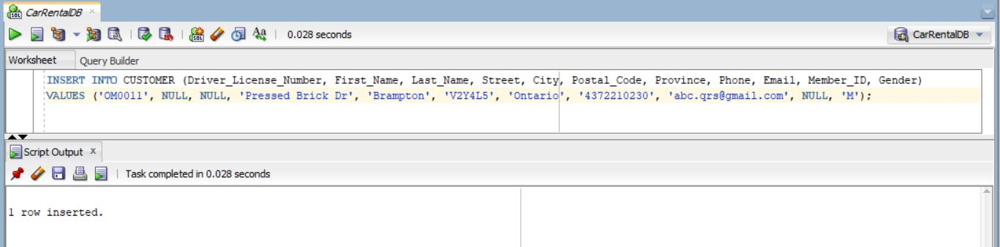 CarRentalDB
0.028 seconds
CarRentalDB
Worksheet Query Builder
INSERT INTO CUSTOMER (Driver_License_Number, First_Name, Last_Name, Street, City, Postal_Code, Province, Phone, Email, Member_ID, Gender)
VALUES ('OM0011', NULL, NULL, 'Pressed Brick Dr', 'Brampton', 'V2Y4L5', 'Ontario', '4372210230', 'abc.qrs@gmail.com', NULL, 'M');
Script Output x
Task completed in 0.028 seconds
1 row inserted.